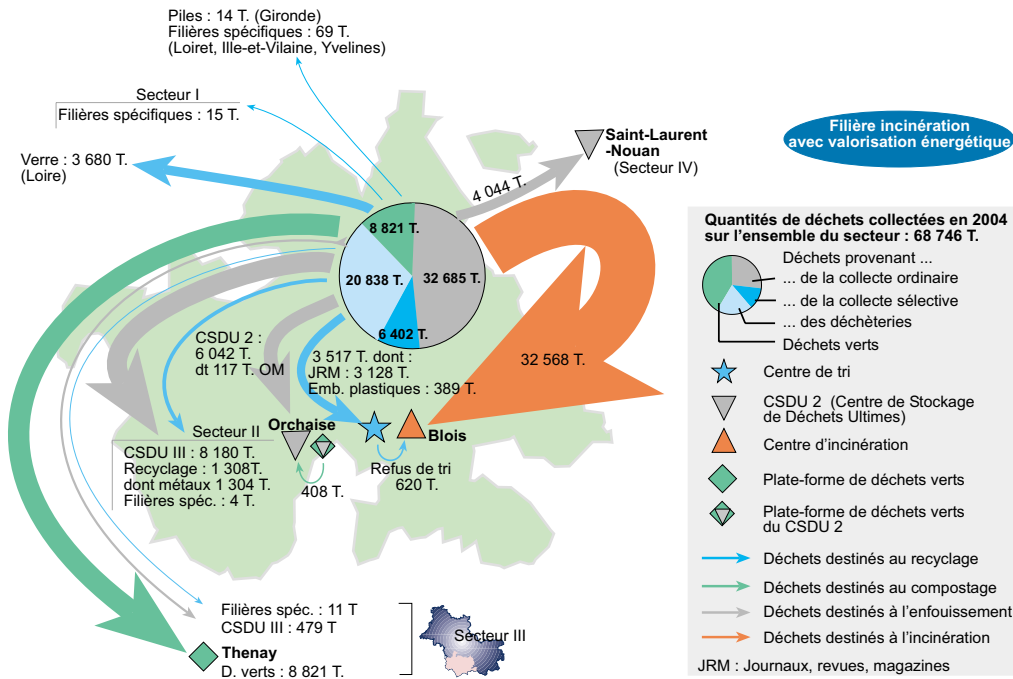 Piles : 14 T. (Gironde)
Filières spécifiques : 69 T.
(Loiret, Ille-et-Vilaine, Yvelines)
Secteur I
Filières spécifiques : 15 T.
Verre : 3 680 T.
(Loire)
Saint-Laurent
-Nouan
(Secteur IV)
4 044 T.
Filière incinération
avec valorisation énergétique
8 821 T.
20 838 T.
32 685 T.
6 402 T.
32 568 T.
CSDU 2 :
6 042 T.
dt 117 T. OM
3 517 T. dont :
JRM : 3 128 T.
Emb. plastiques : 389 T.
Orchaise
Blois
Secteur II
CSDU III : 8 180 T.
Recyclage : 1 308T.
dont métaux 1 304 T.
Filières spéc. : 4 T.
408 T.
Refus de tri
620 T.
Filières spéc. : 11 T
CSDU III : 479 T
Thenay
D. verts : 8 821 T.
Secteur III
Quantités de déchets collectées en 2004
sur l'ensemble du secteur : 68 746 T.
Déchets provenant ...
... de la collecte ordinaire
... de la collecte sélective
... des déchèteries
Déchets verts
Centre de tri
CSDU 2 (Centre de Stockage
de Déchets Ultimes)
Centre d'incinération
Plate-forme de déchets verts
Plate-forme de déchets verts
du CSDU 2
Déchets destinés au recyclage
Déchets destinés au compostage
Déchets destinés à l'enfouissement
Déchets destinés à l'incinération
JRM : Journaux, revues, magazines